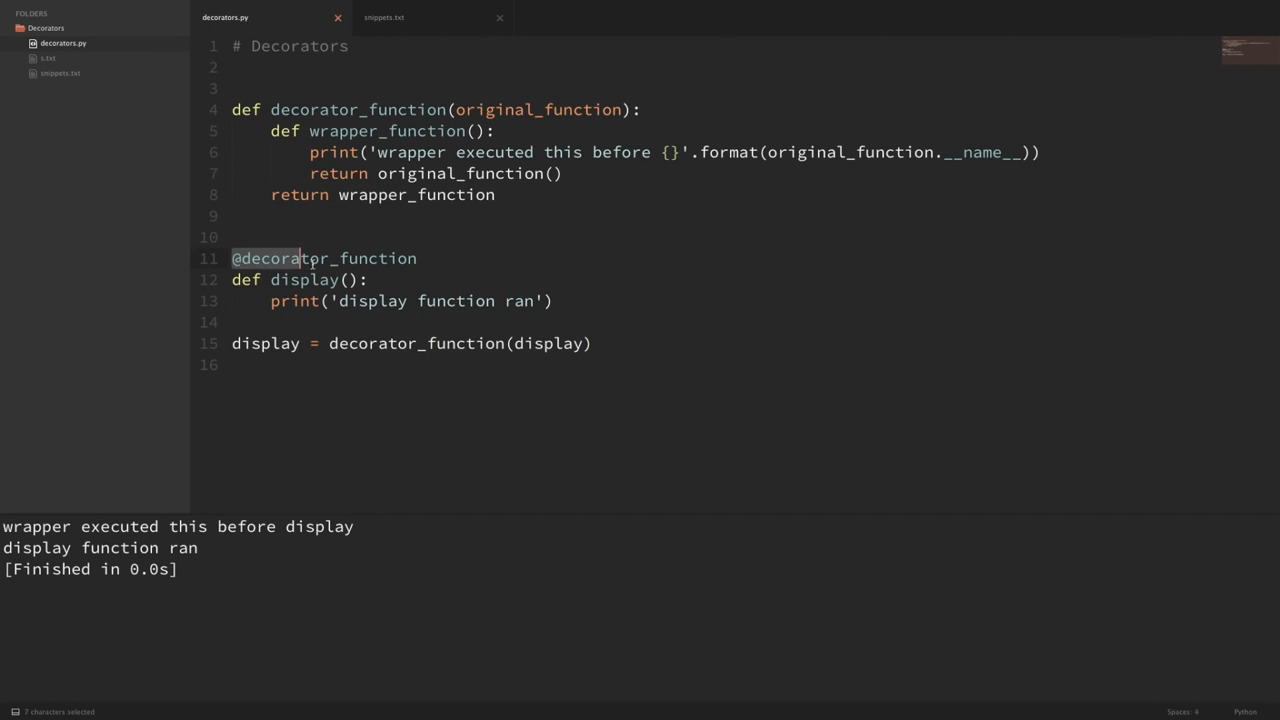 FOLDERS
Decorators
decorators.py
s.txt
snippets.txt
decorators.py
snippets.txt
1 # Decorators
2
3
4 def decorator_function(original_function):
5     def wrapper_function():
6         print('wrapper executed this before {}'.format(original_function.__name__))
7         return original_function()
8     return wrapper_function
9
10
11 @decorator_function
12 def display():
13     print('display function ran')
14
15 display = decorator_function(display)
16
wrapper executed this before display
display function ran
[Finished in 0.0s]
7 characters selected
Spaces: 4
Python